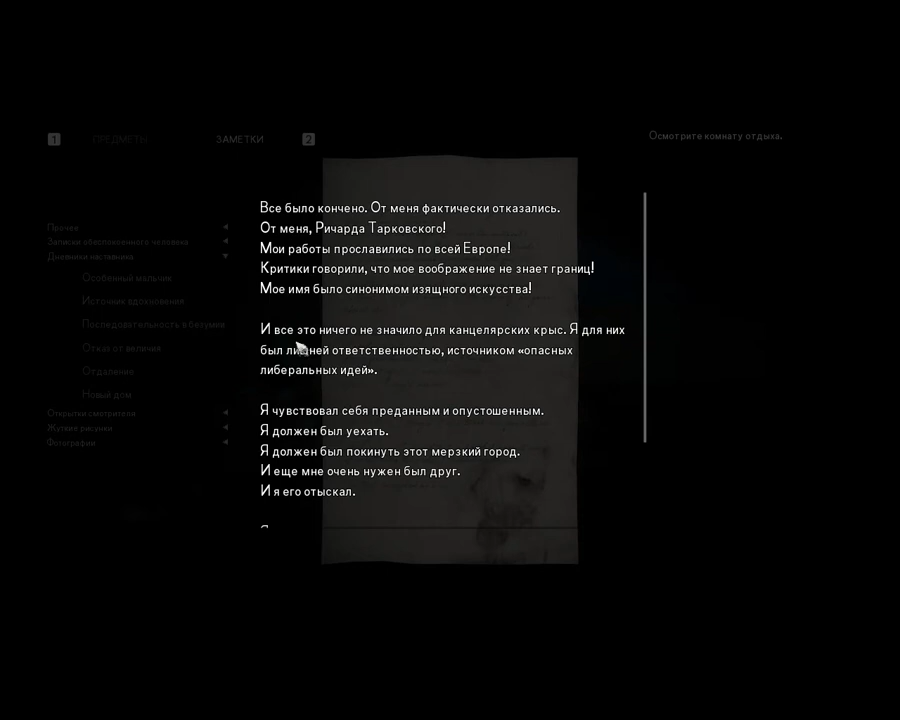 1 ПРЕДМЕТЫ ЗАМЕТКИ 2
Осмотрите комнату отдыха.
Прочее
Записки обеспокоенного человека
Дневники наставника
Особенный мальчик
Источник вдохновения
Последовательность в безумии
Отказ от величия
Отдаление
Новый дом
Открытки смотрителя
Жуткие рисунки
Фотографии
Все было кончено. От меня фактически отказались.
От меня, Ричарда Тарковского!
Мои работы прославились по всей Европе!
Критики говорили, что мое воображение не знает границ!
Мое имя было синонимом изящного искусства!
И все это ничего не значило для канцелярских крыс. Я для них
был лишней ответственностью, источником «опасных
либеральных идей».
Я чувствовал себя преданным и опустошенным.
Я должен был уехать.
Я должен был покинуть этот мерзкий город.
И еще мне очень нужен был друг.
И я его отыскал.